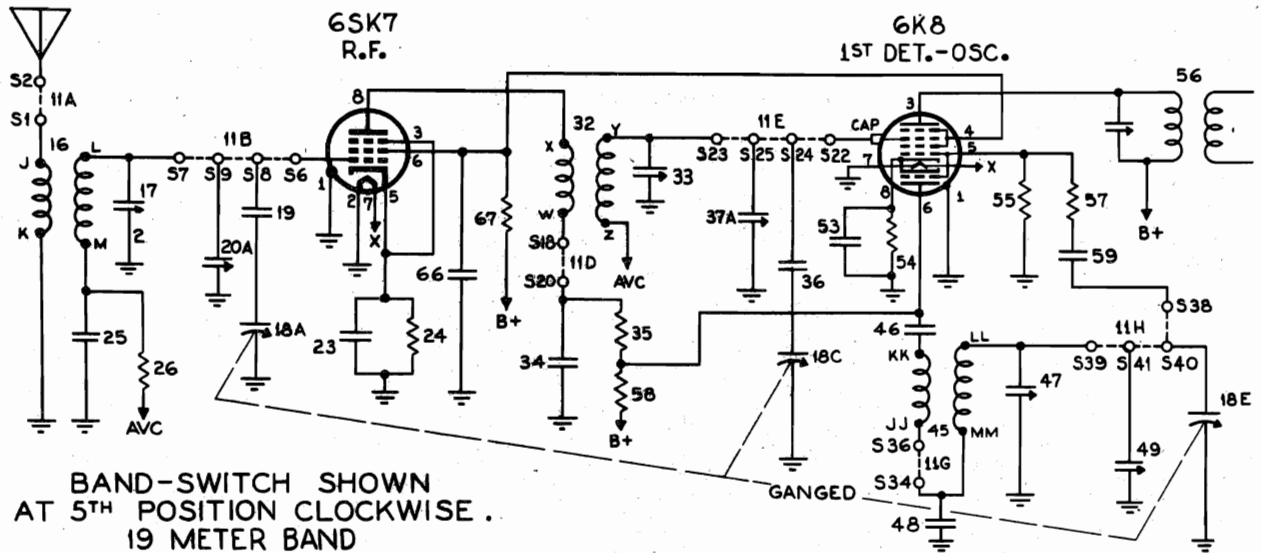 6SK7
R.F.
6K8
1ST DET.-OSC.
S2
11A
S1
16
J
K
L
M
17
2
25
26
AVC
11B
S7
S9
S8
S6
19
20A
18A
8
3
6
1
2
7
5
X
23
24
66
67
B+
32
X
W
Y
Z
S18
11D
S20
AVC
33
34
35
58
B+
11E
S23
S25
S24
S22
CAP
37A
36
18C
3
4
5
7
X
8
6
1
53
54
55
57
59
56
B+
46
KK
LL
JJ
45
MM
S36
11G
S34
48
47
S39
11H
S41
S40
S38
49
18E
GANGED
BAND-SWITCH SHOWN
AT 5TH POSITION CLOCKWISE.
19 METER BAND